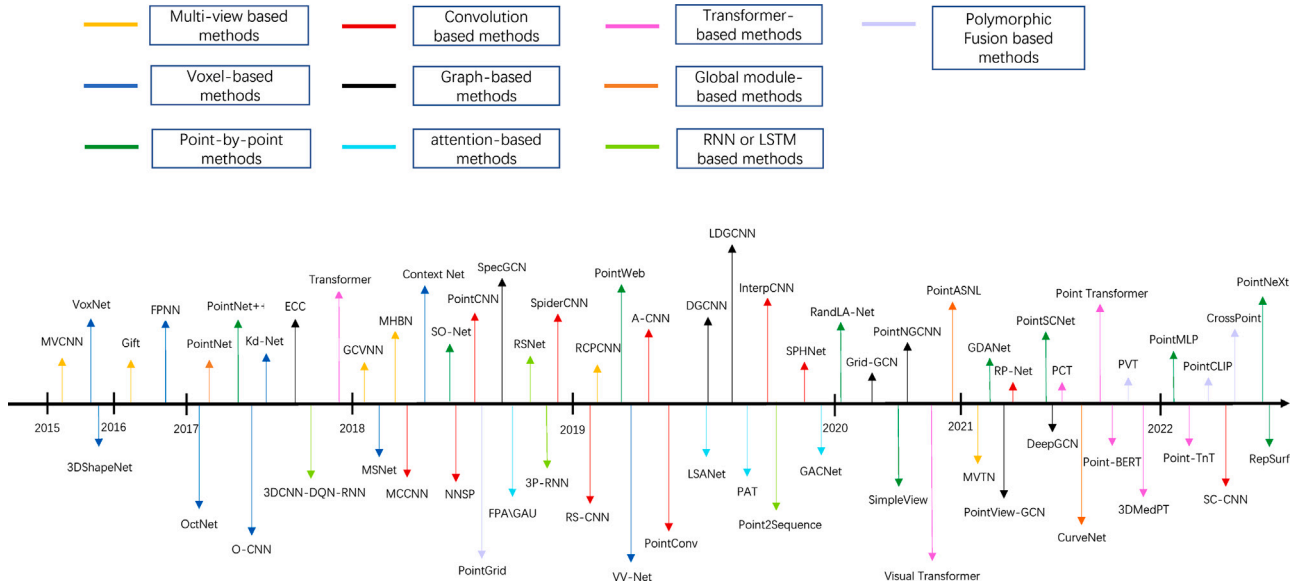 Multi-view based
methods
Convolution
based methods
Transformer-
based methods
Polymorphic
Fusion based
methods
Voxel-based
methods
Graph-based
methods
Global module-
based methods
Point-by-point
methods
attention-based
methods
RNN or LSTM
based methods
LDGCNN
SpecGCN
Transformer
Context Net
PointWeb
PointNeXt
InterpCNN
Point Transformer
PointASNL
VoxNet
FPNN
PointNet++
ECC
PointCNN
SpiderCNN
DGCNN
RandLA-Net
CrossPoint
MHBN
A-CNN
PointSCNet
SO-Net
PointNGCNN
MVCNN
Gift
PointNet
Kd-Net
GCVNN
RSNet
RCPCNN
SPHNet
Grid-GCN
GDANet
RP-Net
PCT
PVT
PointMLP
PointCLIP
2015
2016
2017
2018
2019
2020
2021
2022
3DShapeNet
MSNet
LSANet
GACNet
DeepGCN
Point-BERT
Point-TnT
RepSurf
3DCNN-DQN-RNN
MCCNN
NNSP
3P-RNN
PAT
MVTN
SimpleView
OctNet
FPA\GAU
RS-CNN
Point2Sequence
PointView-GCN
3DMedPT
SC-CNN
O-CNN
PointConv
CurveNet
PointGrid
VV-Net
Visual Transformer